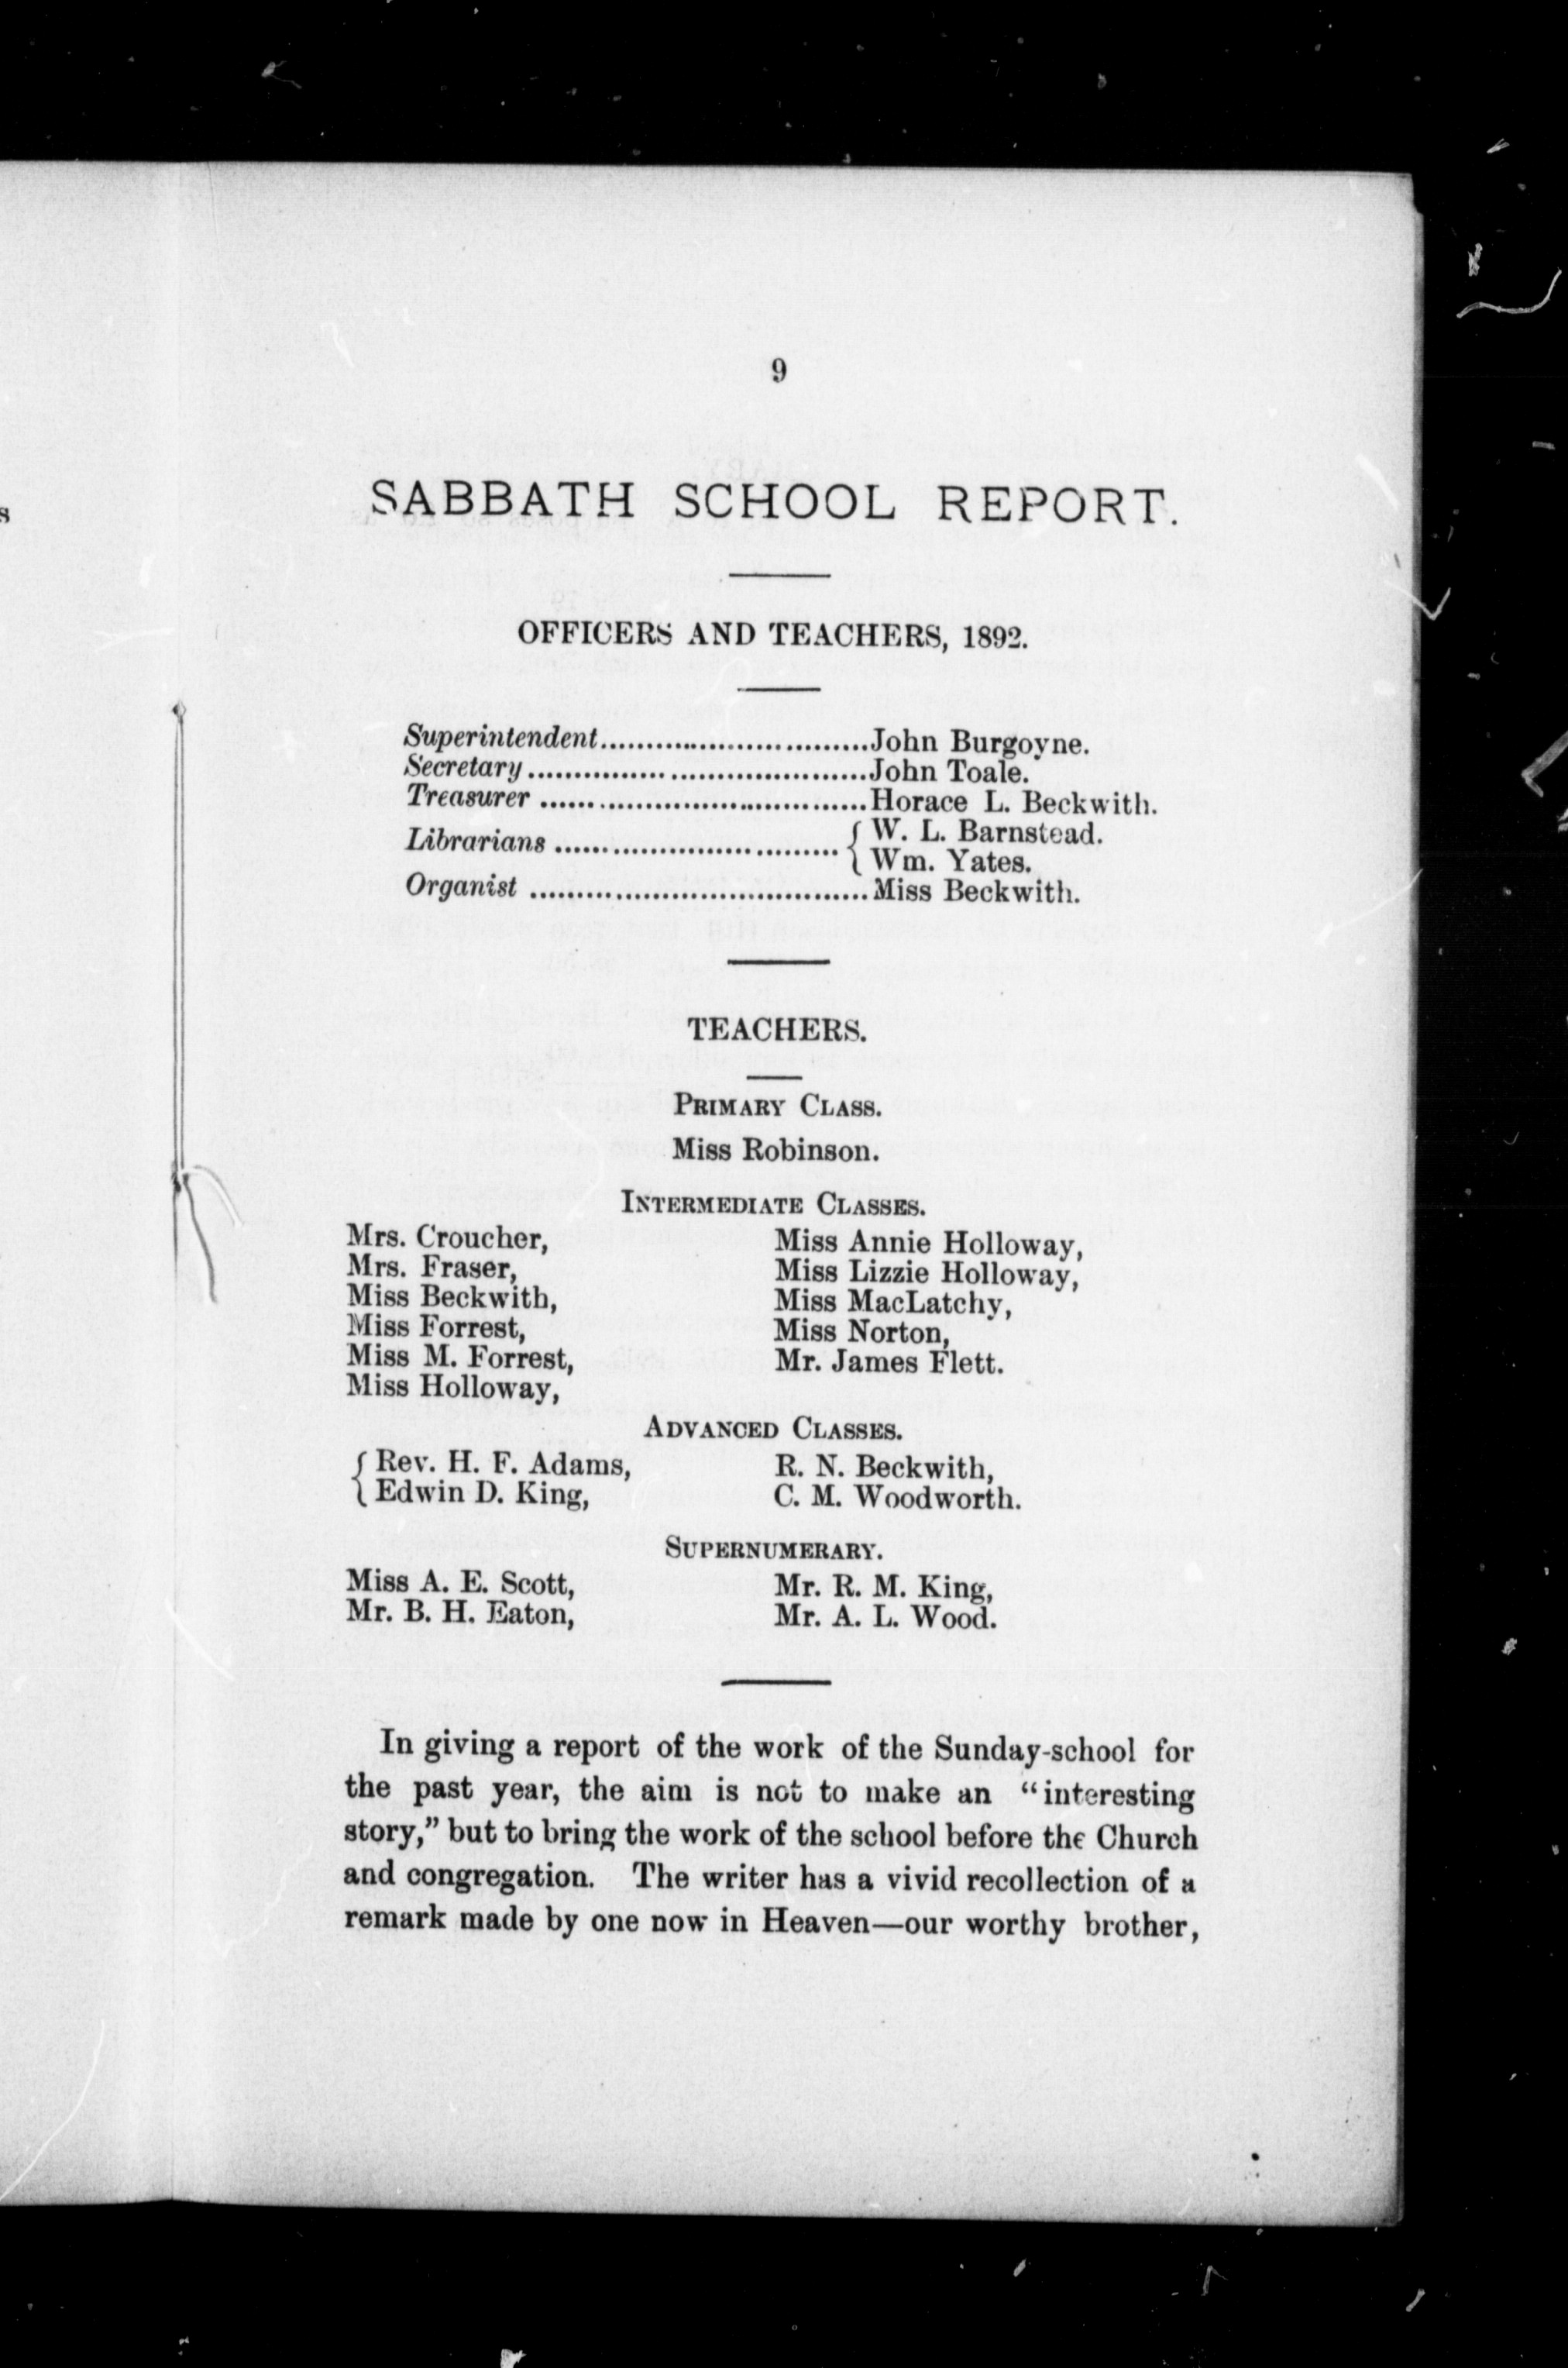 9
SABBATH SCHOOL REPORT.
OFFICERS AND TEACHERS, 1892.
Superintendent..............................John Burgoyne.
Secretary ......................................John Toale.
Treasurer ....................................Horace L. Beckwith.
Librarians ................................ { W. L. Barnstead.
Wm. Yates.
Organist ......................................Miss Beckwith.
TEACHERS.
PRIMARY CLASS.
Miss Robinson.
INTERMEDIATE CLASSES.
Mrs. Croucher, Miss Annie Holloway,
Mrs. Fraser, Miss Lizzie Holloway,
Miss Beckwith, Miss MacLatchy,
Miss Forrest, Miss Norton,
Miss M. Forrest, Mr. James Flett.
Miss Holloway,
ADVANCED CLASSES.
{ Rev. H. F. Adams, R. N. Beckwith,
Edwin D. King, C. M. Woodworth.
SUPERNUMERARY.
Miss A. E. Scott, Mr. R. M. King,
Mr. B. H. Eaton, Mr. A. L. Wood.
In giving a report of the work of the Sunday-school for
the past year, the aim is not to make an “interesting
story,” but to bring the work of the school before the Church
and congregation. The writer has a vivid recollection of a
remark made by one now in Heaven—our worthy brother,